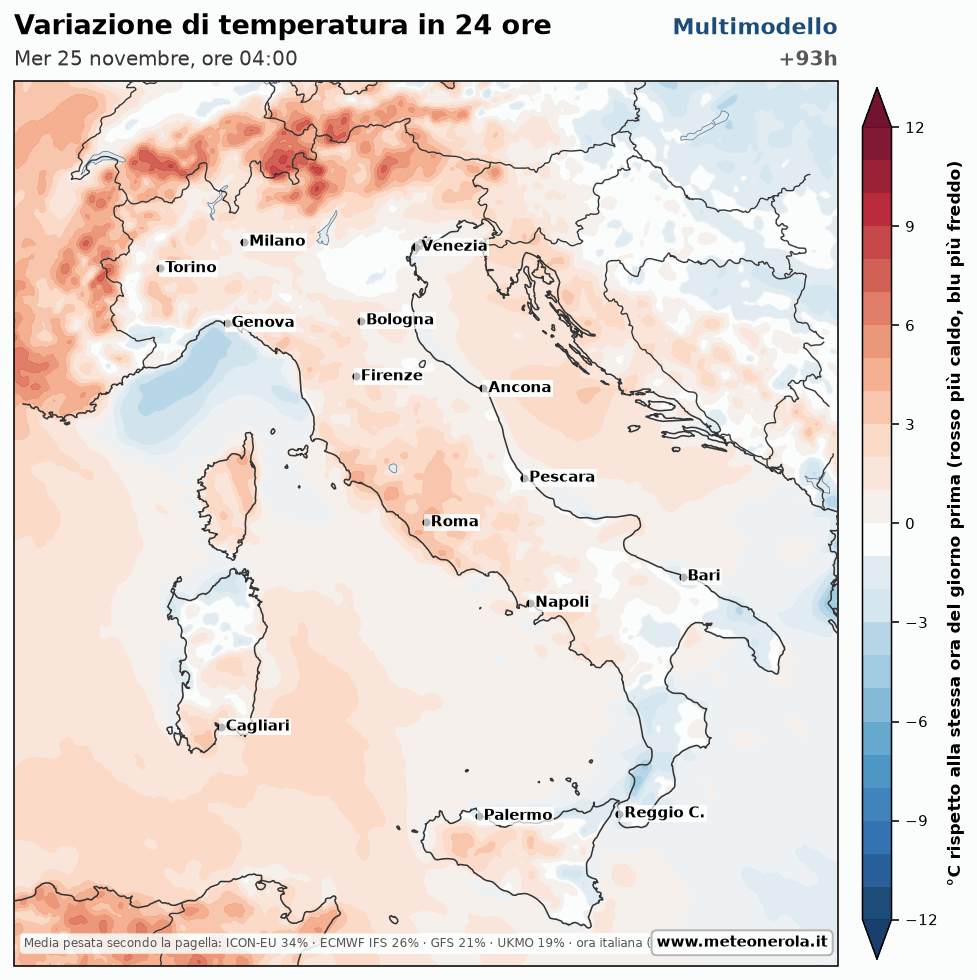 Variazione di temperatura in 24 ore
Multimodello
Mer 25 novembre, ore 04:00
+93h
Milano
Venezia
Torino
Genova
Bologna
Firenze
Ancona
Pescara
Roma
Bari
Napoli
Cagliari
Palermo
Reggio C.
12
9
6
3
0
−3
−6
−9
−12
°C rispetto alla stessa ora del giorno prima (rosso più caldo, blu più freddo)
Media pesata secondo la pagella: ICON-EU 34% · ECMWF IFS 26% · GFS 21% · UKMO 19% · ora italiana (
www.meteonerola.it